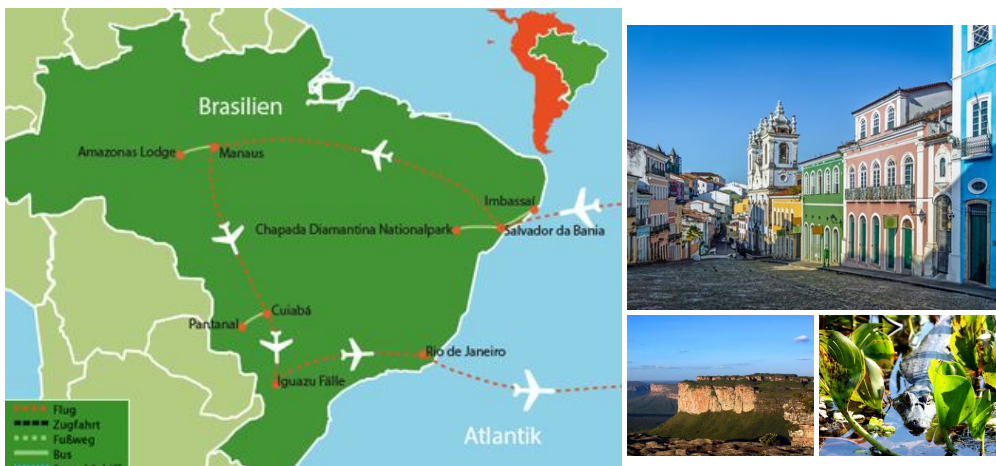 Brasilien
Amazonas Lodge
Manaus
Imbassaí
Chapada Diamantina Nationalpark
Salvador da Bania
Cuiabá
Pantanal
Rio de Janeiro
Iguazu Fälle
Atlantik
Flug
Zugfahrt
Fußweg
Bus